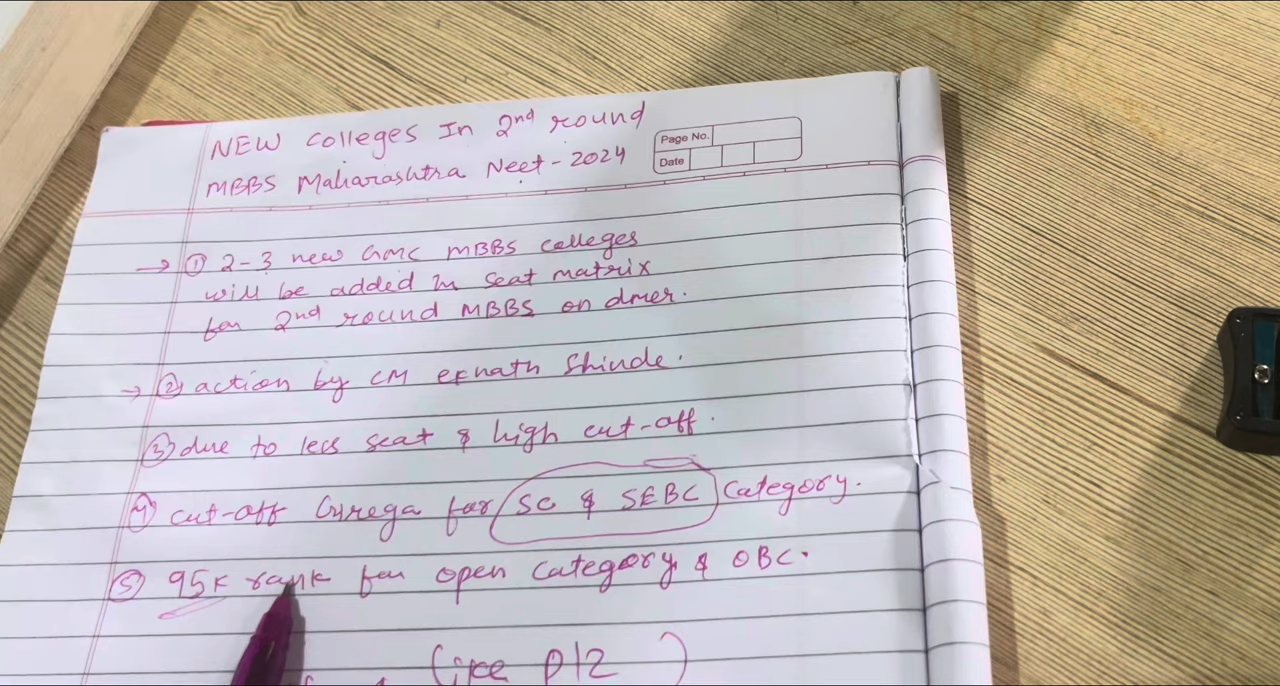 NEW Colleges In 2nd round
MBBS Maharashtra Neet - 2024
Page No.
Date
→ ① 2-3 new GMC MBBS colleges
will be added in seat matrix
for 2nd round MBBS on dmer.
→ ② action by CM eknath Shinde.
③ due to less seat & high cut-off.
④ cut-off Girega for SC & SEBC Category.
⑤ 95K rank for open category & OBC.
(like P12)